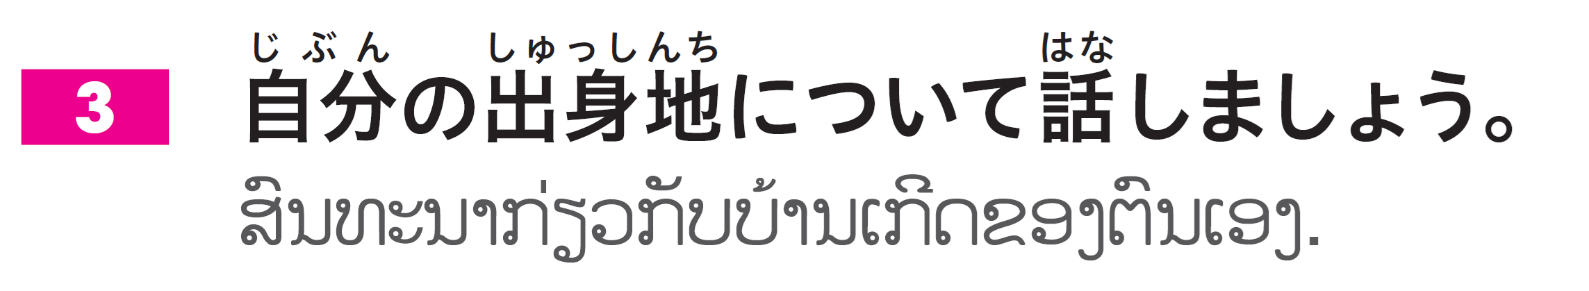 じぶん しゅっしんち はな
3 自分の出身地について話しましょう。
ສົນທະນາກ່ຽວກັບບ້ານເກີດຂອງຕົນເອງ.